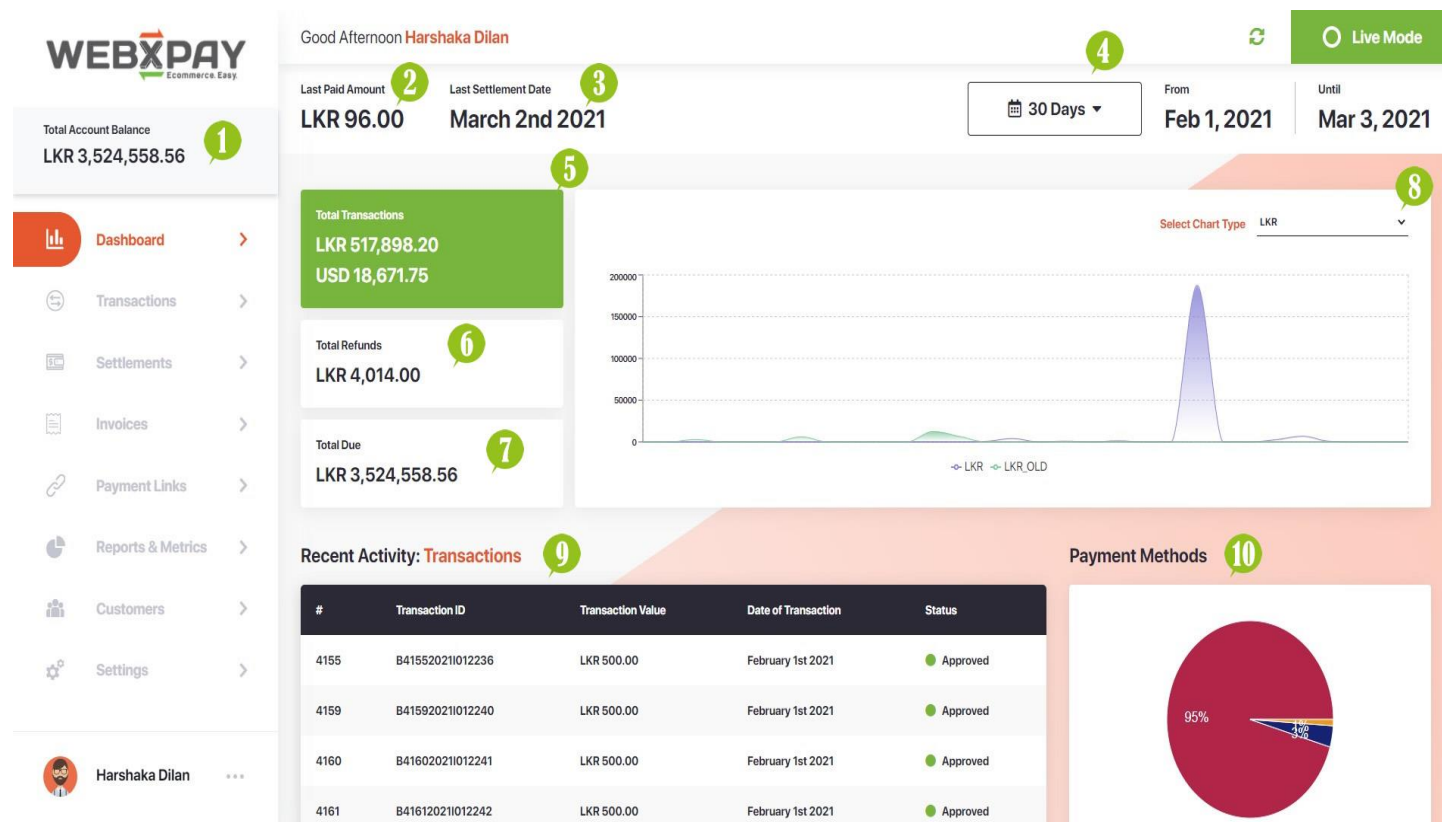 WEBXPAY
Ecommerce. Easy.
Total Account Balance
1
LKR 3,524,558.56
Dashboard
Transactions
Settlements
Invoices
Payment Links
Reports & Metrics
Customers
Settings
Harshaka Dilan
Good Afternoon Harshaka Dilan
Live Mode
Last Paid Amount
2
LKR 96.00
Last Settlement Date
3
March 2nd 2021
4
30 Days
From
Feb 1, 2021
Until
Mar 3, 2021
5
Total Transactions
LKR 517,898.20
USD 18,671.75
Total Refunds
6
LKR 4,014.00
Total Due
7
LKR 3,524,558.56
8
Select Chart Type LKR
200000
150000
100000
50000
0
LKR LKR_OLD
Recent Activity: Transactions
9
# Transaction ID Transaction Value Date of Transaction Status
4155 B41552021I012236 LKR 500.00 February 1st 2021 Approved
4159 B41592021I012240 LKR 500.00 February 1st 2021 Approved
4160 B41602021I012241 LKR 500.00 February 1st 2021 Approved
4161 B41612021I012242 LKR 500.00 February 1st 2021 Approved
Payment Methods
10
95%
1%
3%